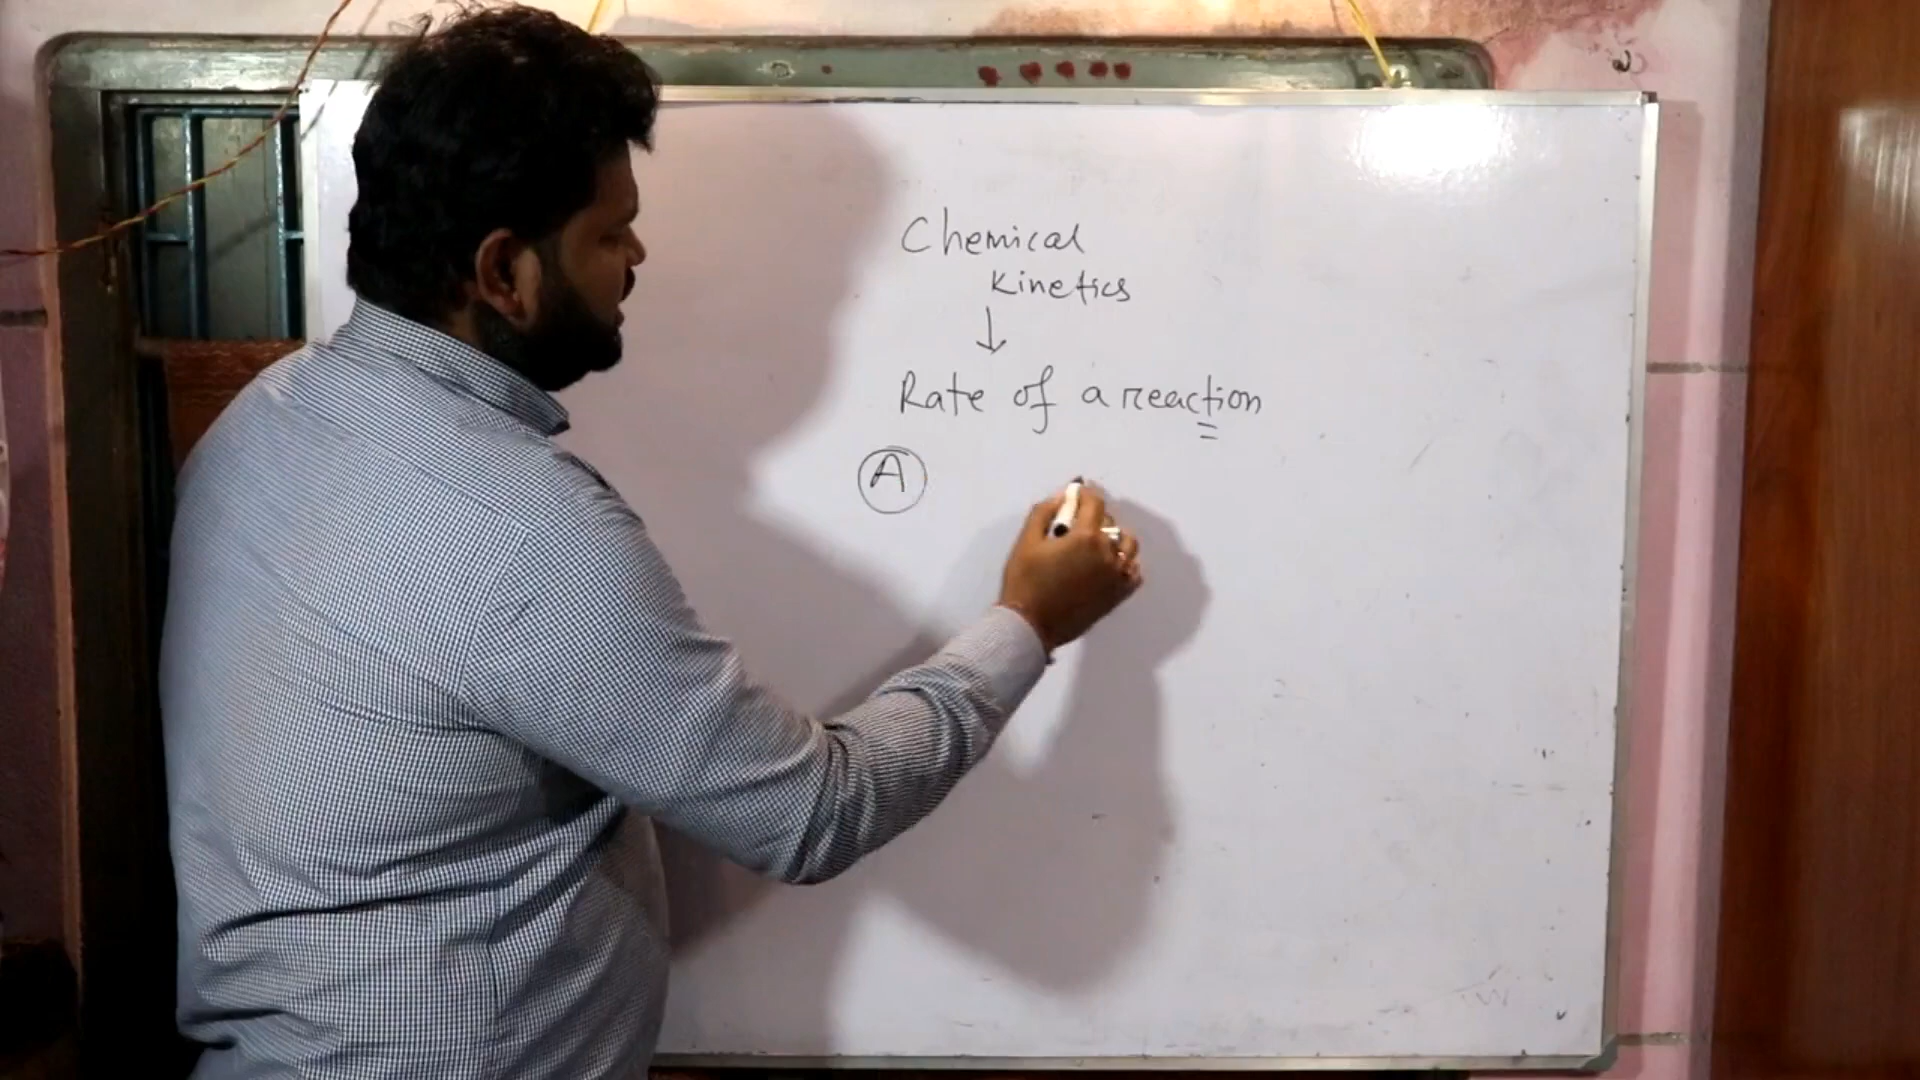 Chemical
Kinetics
↓
Rate of a reaction
A